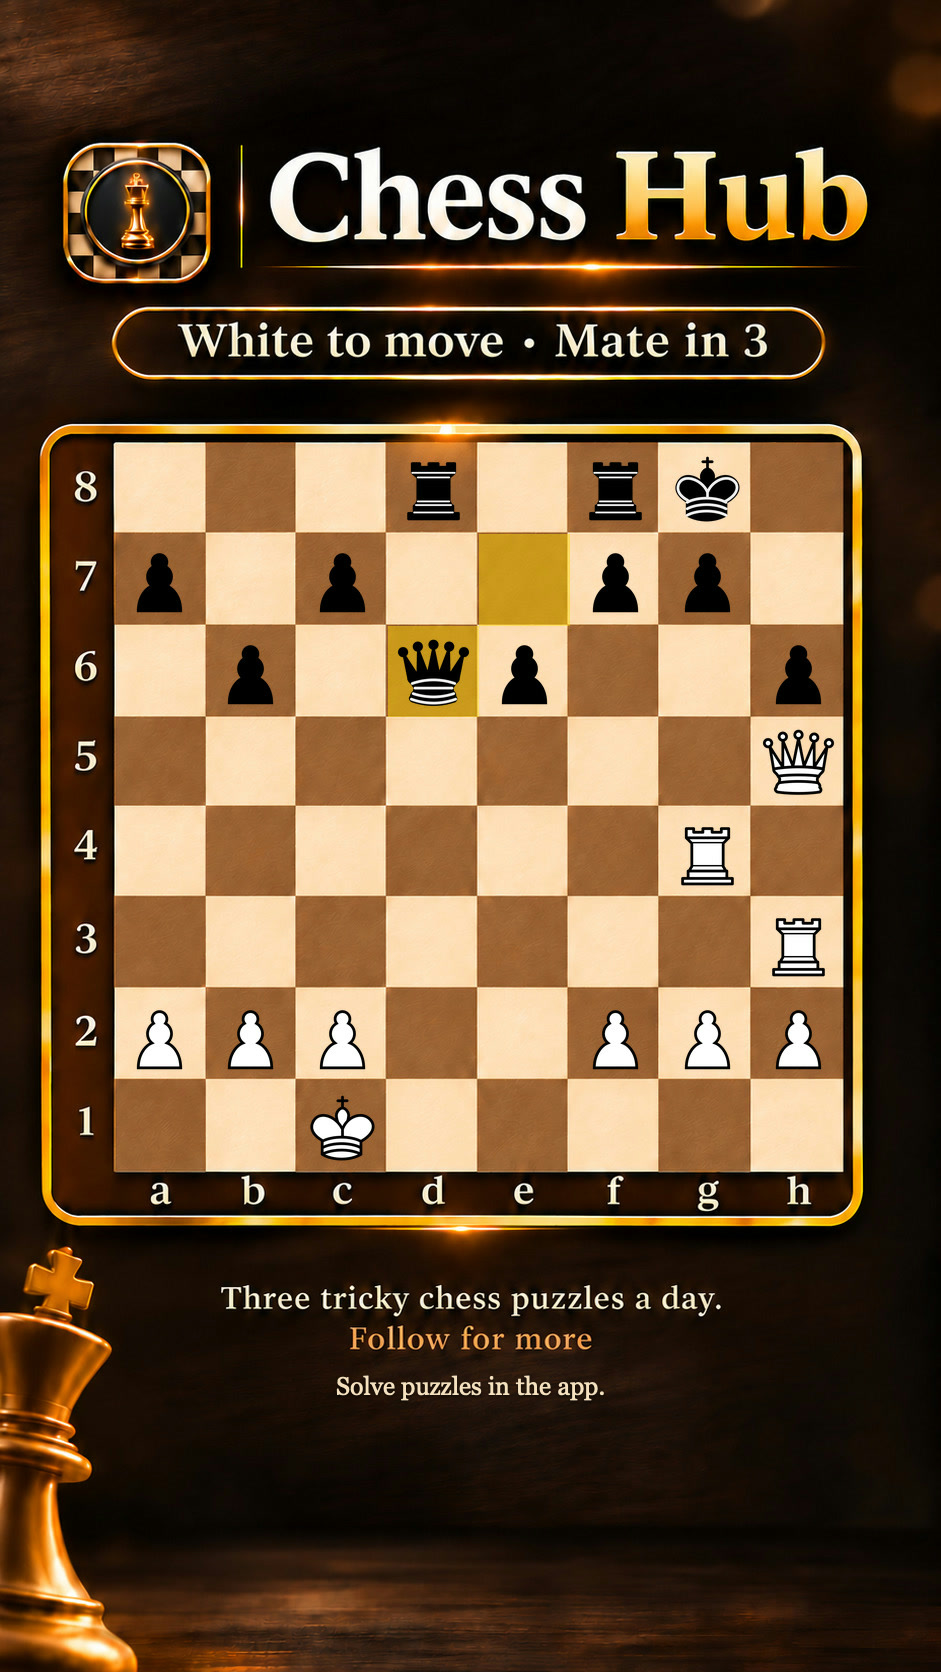 Chess Hub
White to move • Mate in 3
8
7
6
5
4
3
2
1
a b c d e f g h
Three tricky chess puzzles a day.
Follow for more
Solve puzzles in the app.